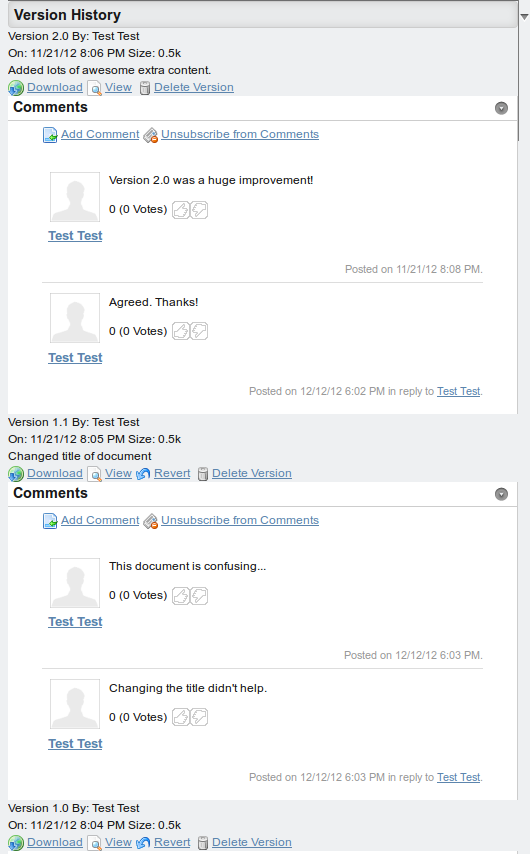 Version History
Version 2.0 By: Test Test
On: 11/21/12 8:06 PM Size: 0.5k
Added lots of awesome extra content.
Download View Delete Version
Comments
Add Comment Unsubscribe from Comments
Version 2.0 was a huge improvement!
0 (0 Votes)
Test Test
Posted on 11/21/12 8:08 PM.
Agreed. Thanks!
0 (0 Votes)
Test Test
Posted on 12/12/12 6:02 PM in reply to Test Test.
Version 1.1 By: Test Test
On: 11/21/12 8:05 PM Size: 0.5k
Changed title of document
Download View Revert Delete Version
Comments
Add Comment Unsubscribe from Comments
This document is confusing...
0 (0 Votes)
Test Test
Posted on 12/12/12 6:03 PM.
Changing the title didn't help.
0 (0 Votes)
Test Test
Posted on 12/12/12 6:03 PM in reply to Test Test.
Version 1.0 By: Test Test
On: 11/21/12 8:04 PM Size: 0.5k
Download View Revert Delete Version